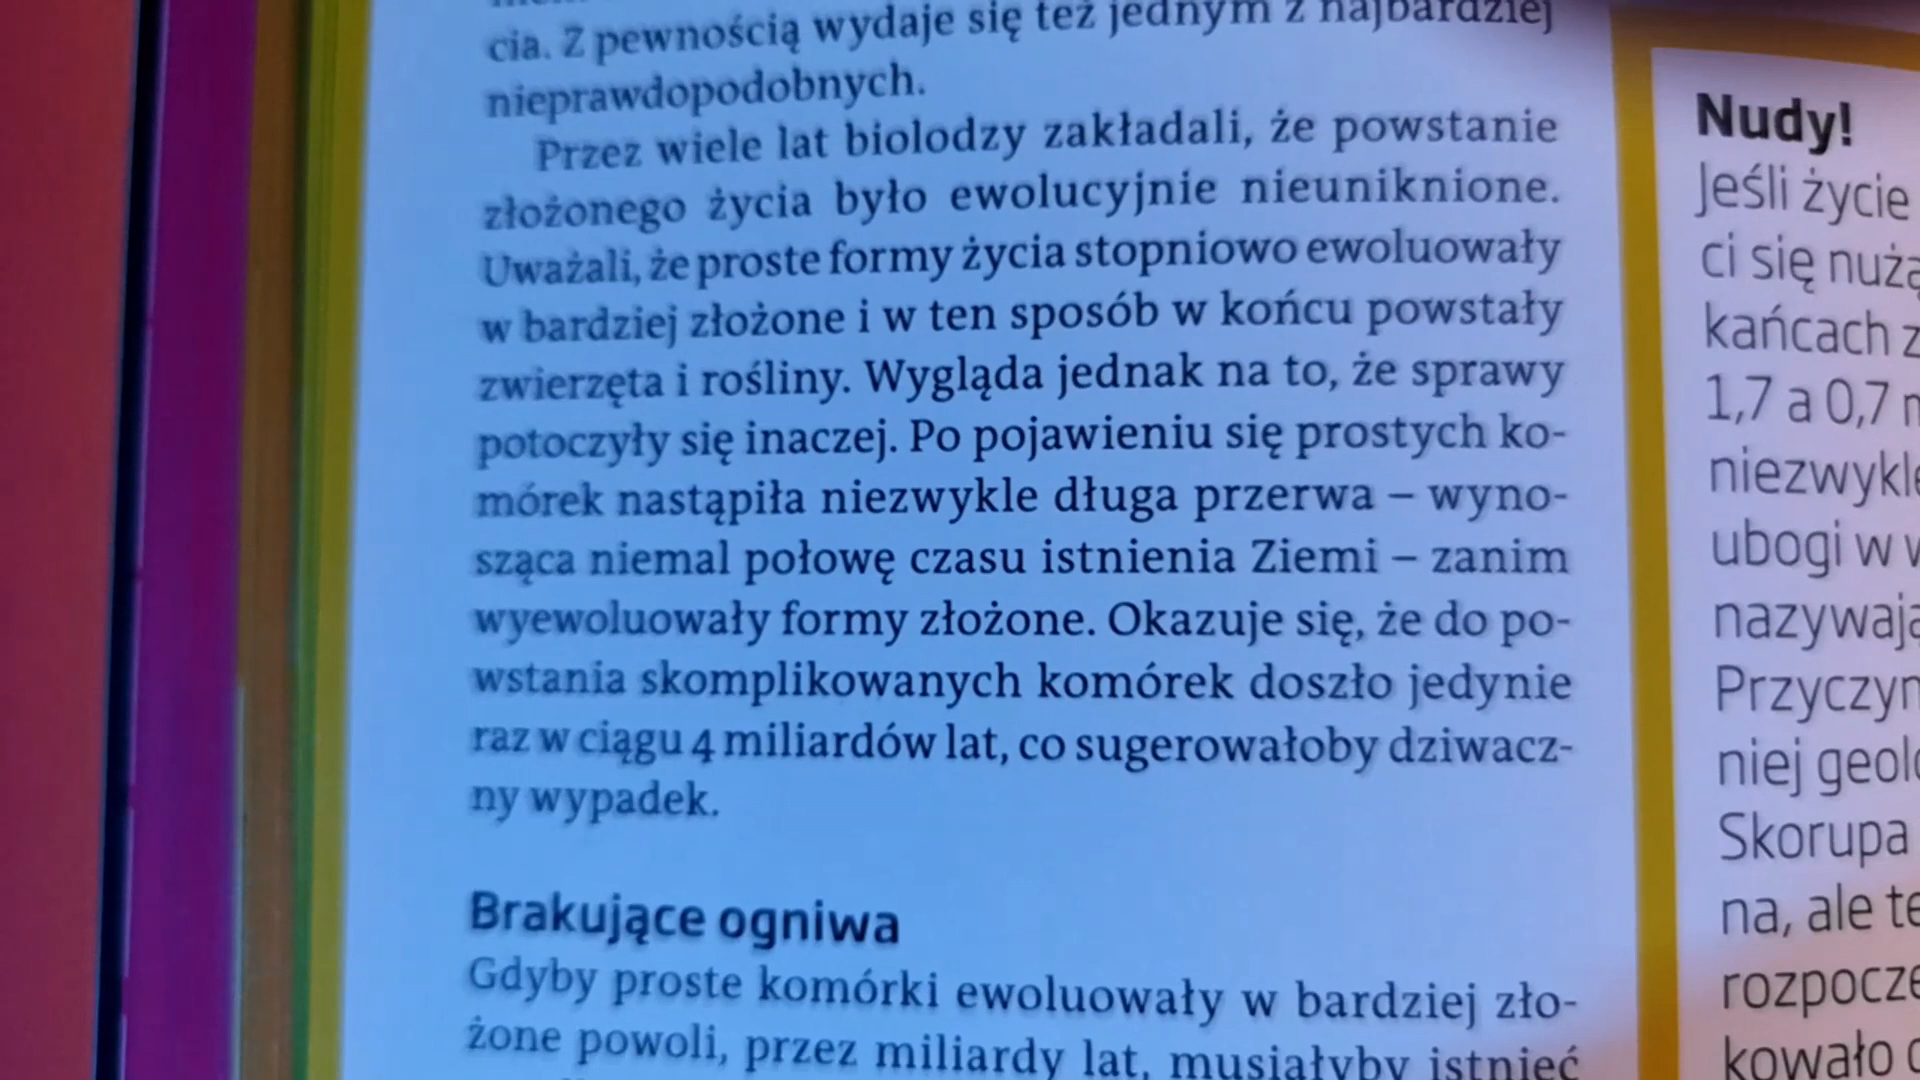 cia. Z pewnością wydaje się też jednym z najbardziej
nieprawdopodobnych.
Przez wiele lat biolodzy zakładali, że powstanie
złożonego życia było ewolucyjnie nieuniknione.
Uważali, że proste formy życia stopniowo ewoluowały
w bardziej złożone i w ten sposób w końcu powstały
zwierzęta i rośliny. Wygląda jednak na to, że sprawy
potoczyły się inaczej. Po pojawieniu się prostych ko-
mórek nastąpiła niezwykle długa przerwa – wyno-
sząca niemal połowę czasu istnienia Ziemi – zanim
wyewoluowały formy złożone. Okazuje się, że do po-
wstania skomplikowanych komórek doszło jedynie
raz w ciągu 4 miliardów lat, co sugerowałoby dziwacz-
ny wypadek.
Brakujące ogniwa
Gdyby proste komórki ewoluowały w bardziej zło-
żone powoli, przez miliardy lat, musiałyby istnieć
Nudy!
Jeśli życie
ci się nużą
kańcach z
1,7 a 0,7
niezwykle
ubogi w
nazywają
Przyczyn
niej geolo
Skorupa
na, ale te
rozpocze
kowało